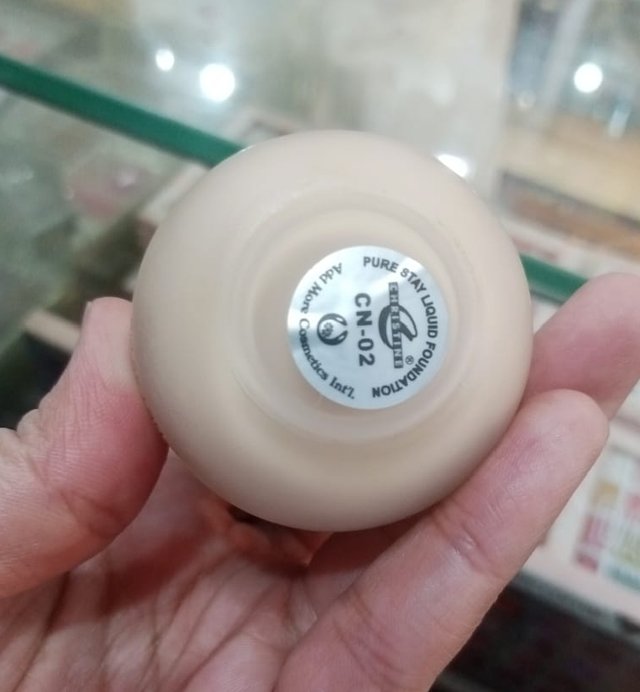 PURE STAY LIQUID FOUNDATION
CHRISTINE®
CN-02
Add More Cosmetics Int'l.